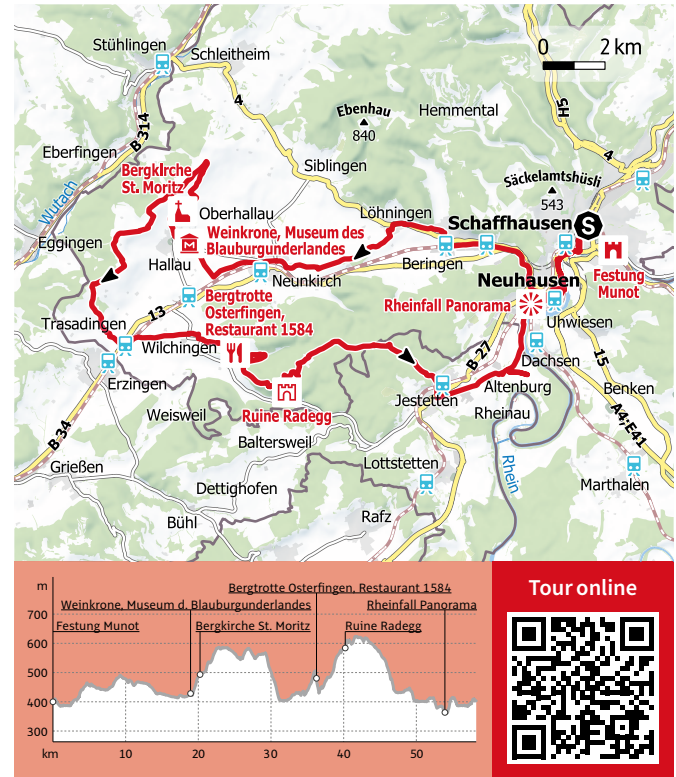 Stühlingen
Schleitheim
0 2 km
4
H5
B 314
Ebenhau
840
Hemmental
Eberfingen
4
Bergkirche
St. Moritz
Siblingen
Säckelamtshüsli
543
Wutach
Oberhallau
Löhningen
Schaffhausen
S
Weinkrone, Museum des
Blauburgunderlandes
Eggingen
Hallau
Beringen
Neunkirch
Neuhausen
Festung
Munot
Bergtrotte
Osterfingen,
Restaurant 1584
Rheinfall Panorama
13
Trasadingen
Wilchingen
Uhwiesen
B 27
Dachsen
15
Erzingen
Jestetten
Altenburg
Benken
Weisweil
Ruine Radegg
Rheinau
A4;E41
B 34
Baltersweil
Grießen
Lottstetten
Rhein
Marthalen
Dettighofen
Bühl
Rafz
m
Bergtrotte Osterfingen, Restaurant 1584
Weinkrone, Museum d. Blauburgunderlandes
Rheinfall Panorama
Festung Munot
Bergkirche St. Moritz
Ruine Radegg
700
600
500
400
300
km 10 20 30 40 50
Tour online